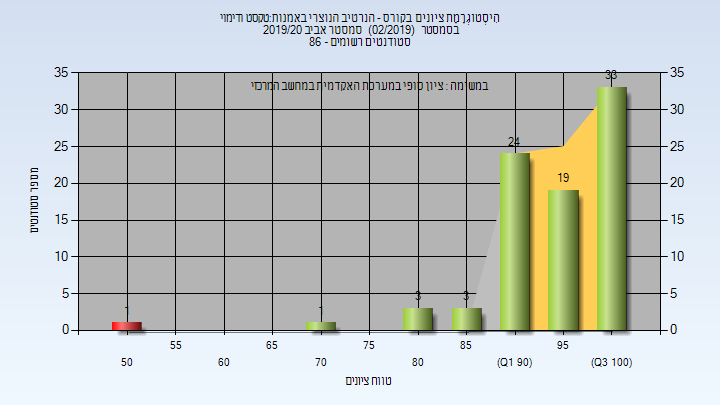 היסטוגרמת ציונים בקורס - הנרטיב הנוצרי באמנות:טקסט ודימוי
בסמסטר (02/2019) סמסטר אביב 2019/20
סטודנטים רשומים - 86
במשימה : ציון סופי במערכת האקדמית במחשב המרכזי
35 35
30 30
25 25
20 20
15 15
10 10
5 5
0 0
מספר סטודנטים
1 1 3 3 24 19 33
55 65 75 85 95
50 60 70 80 (Q1 90) (Q3 100)
טווח ציונים